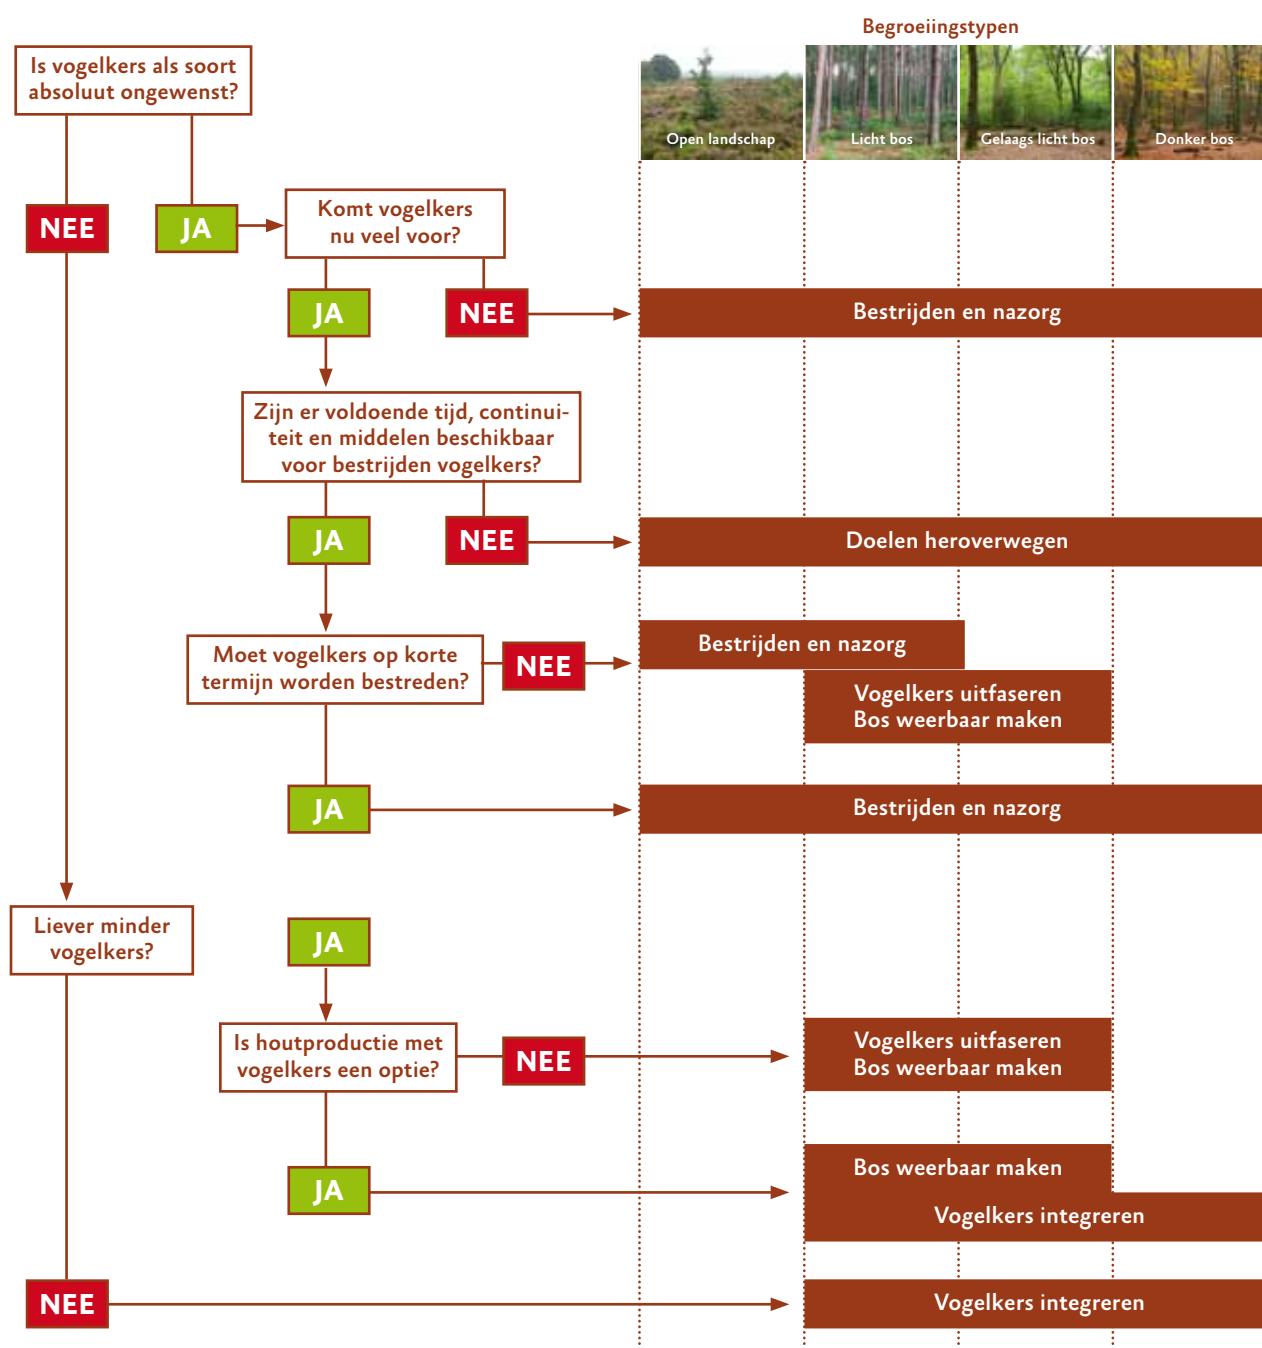 Begroeiingstypen
Open landschap
Licht bos
Gelaags licht bos
Donker bos
Is vogelkers als soort
absoluut ongewenst?
NEE
JA
Komt vogelkers
nu veel voor?
JA
NEE
Bestrijden en nazorg
Zijn er voldoende tijd, continui-
teit en middelen beschikbaar
voor bestrijden vogelkers?
JA
NEE
Doelen heroverwegen
Moet vogelkers op korte
termijn worden bestreden?
NEE
Bestrijden en nazorg
Vogelkers uitfaseren
Bos weerbaar maken
JA
Bestrijden en nazorg
Liever minder
vogelkers?
JA
Is houtproductie met
vogelkers een optie?
NEE
Vogelkers uitfaseren
Bos weerbaar maken
JA
Bos weerbaar maken
Vogelkers integreren
NEE
Vogelkers integreren